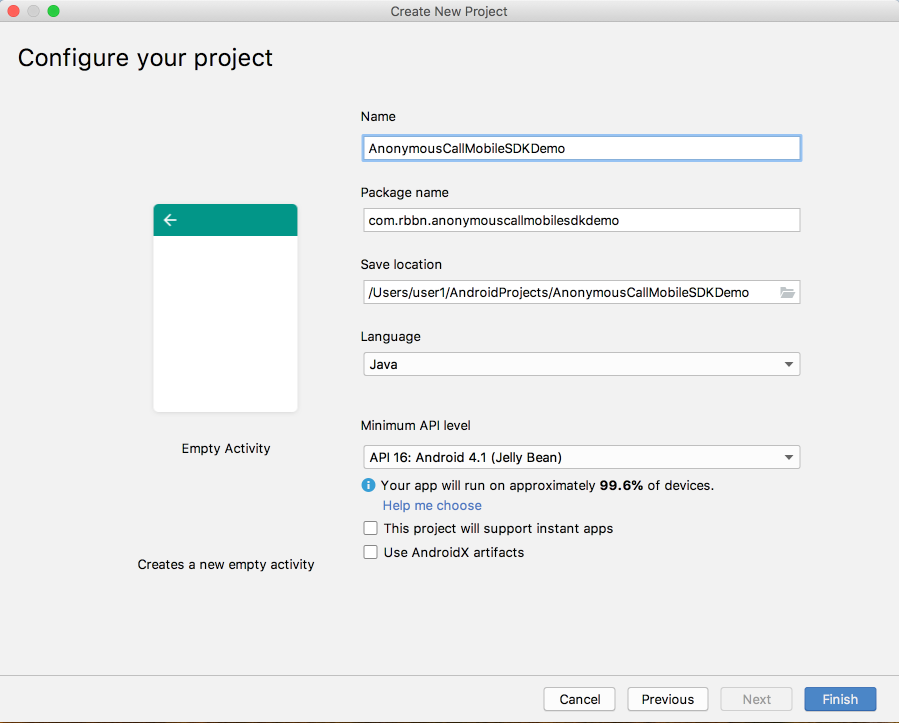 Create New Project
Configure your project
Name
AnonymousCallMobileSDKDemo
Package name
com.rbbn.anonymouscallmobilesdkdemo
Save location
/Users/user1/AndroidProjects/AnonymousCallMobileSDKDemo
Language
Java
Minimum API level
Empty Activity
API 16: Android 4.1 (Jelly Bean)
Your app will run on approximately 99.6% of devices.
Help me choose
This project will support instant apps
Use AndroidX artifacts
Creates a new empty activity
Cancel Previous Next Finish